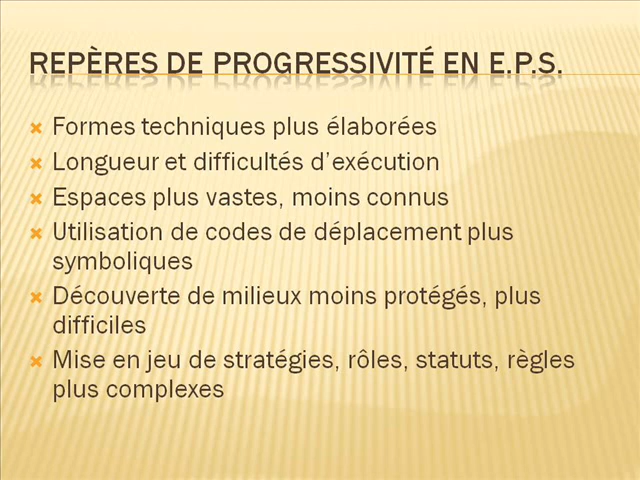 REPÈRES DE PROGRESSIVITÉ EN E.P.S.
Formes techniques plus élaborées
Longueur et difficultés d'exécution
Espaces plus vastes, moins connus
Utilisation de codes de déplacement plus
symboliques
Découverte de milieux moins protégés, plus
difficiles
Mise en jeu de stratégies, rôles, statuts, règles
plus complexes